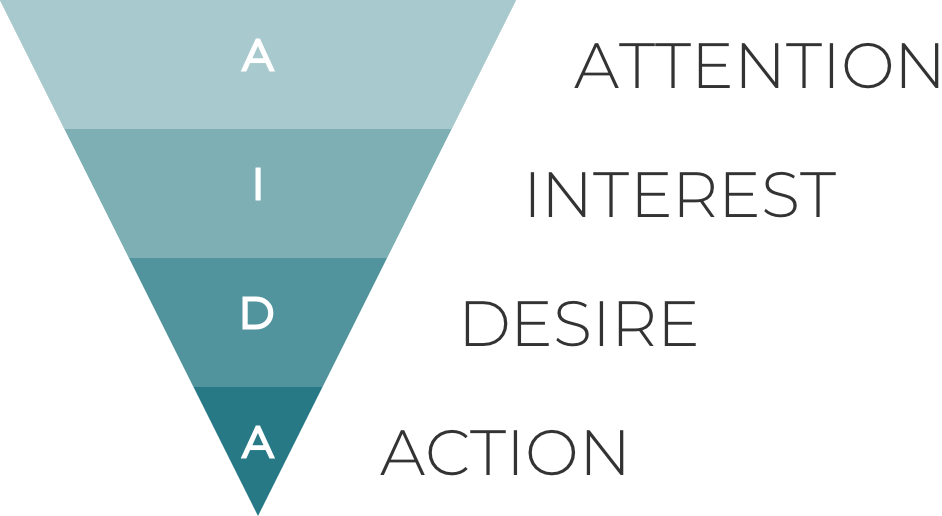 A ATTENTION
I INTEREST
D DESIRE
A ACTION